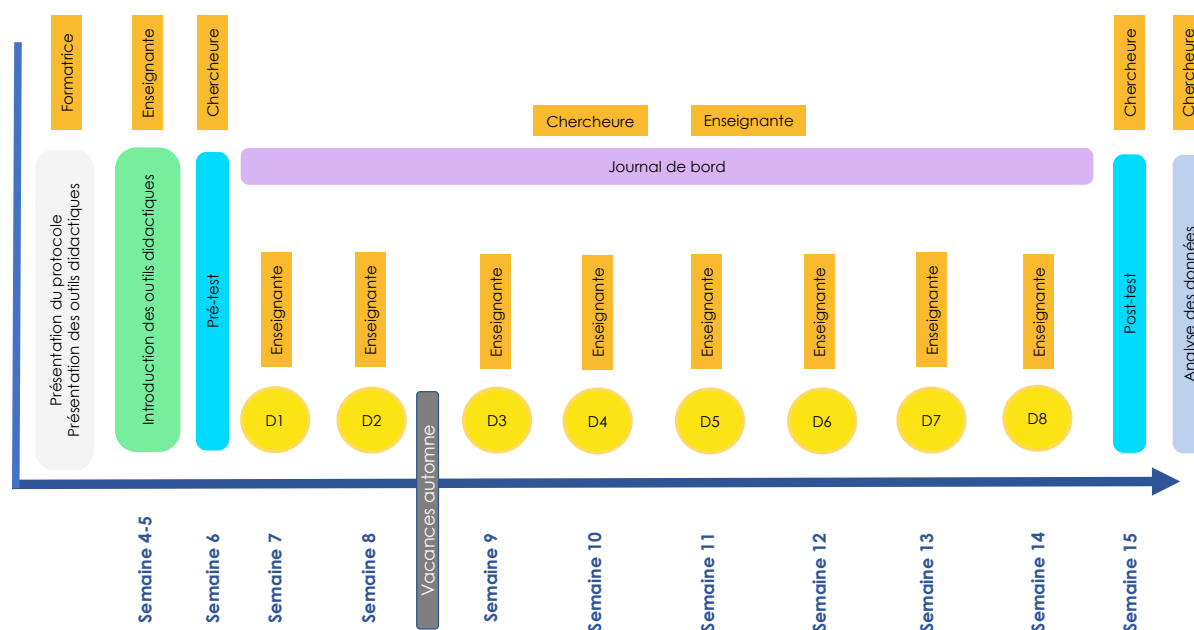 Formatrice
Enseignante
Chercheure
Chercheure
Chercheure
Chercheure
Enseignante
Journal de bord
Présentation du protocole
Présentation des outils didactiques
Introduction des outils didactiques
Pré-test
Post-test
Analyse des données
Enseignante
Enseignante
Enseignante
Enseignante
Enseignante
Enseignante
Enseignante
Enseignante
D1
D2
D3
D4
D5
D6
D7
D8
Vacances automne
Semaine 4-5
Semaine 6
Semaine 7
Semaine 8
Semaine 9
Semaine 10
Semaine 11
Semaine 12
Semaine 13
Semaine 14
Semaine 15